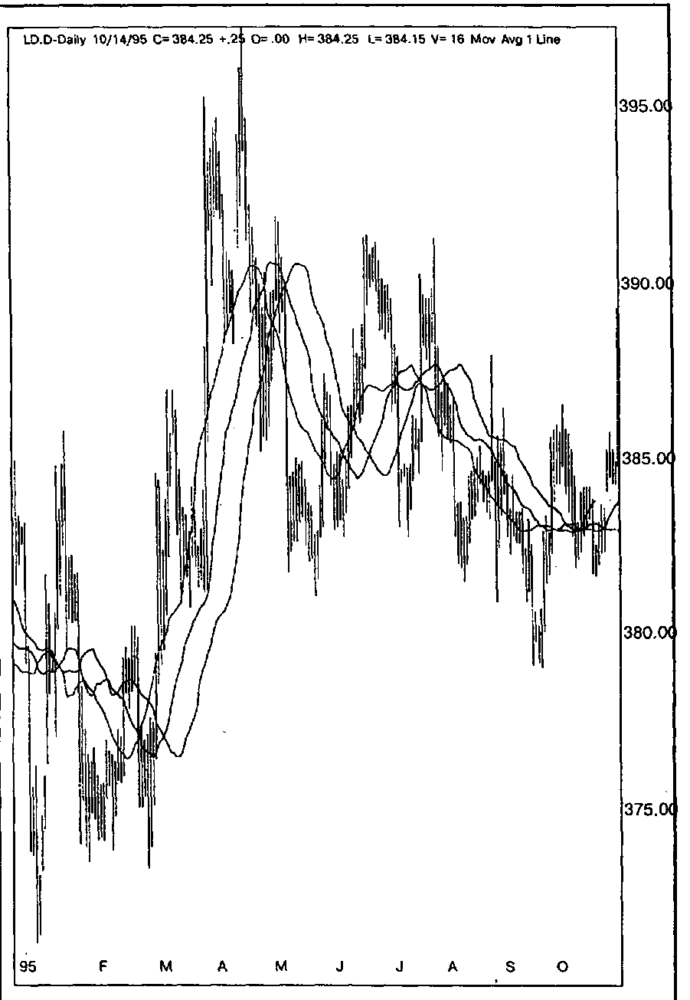 LD.D-Daily 10/14/95 C= 384.25 +.25 O= .00 H= 384.25 L= 384.15 V= 16 Mov Avg 1 Line
395.00
390.00
385.00
380.00
375.00
95 F M A M J J A S O